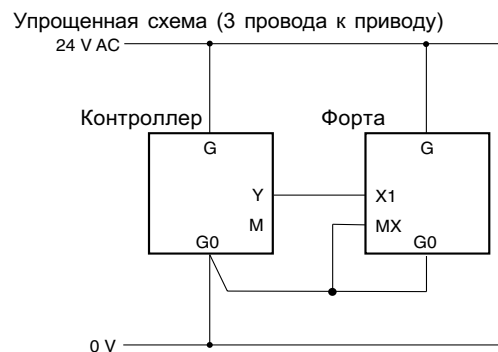 Упрощенная схема (3 провода к приводу)
24 V AC
Контроллер
Форта
G
G
Y
X1
M
MX
G0
G0
0 V